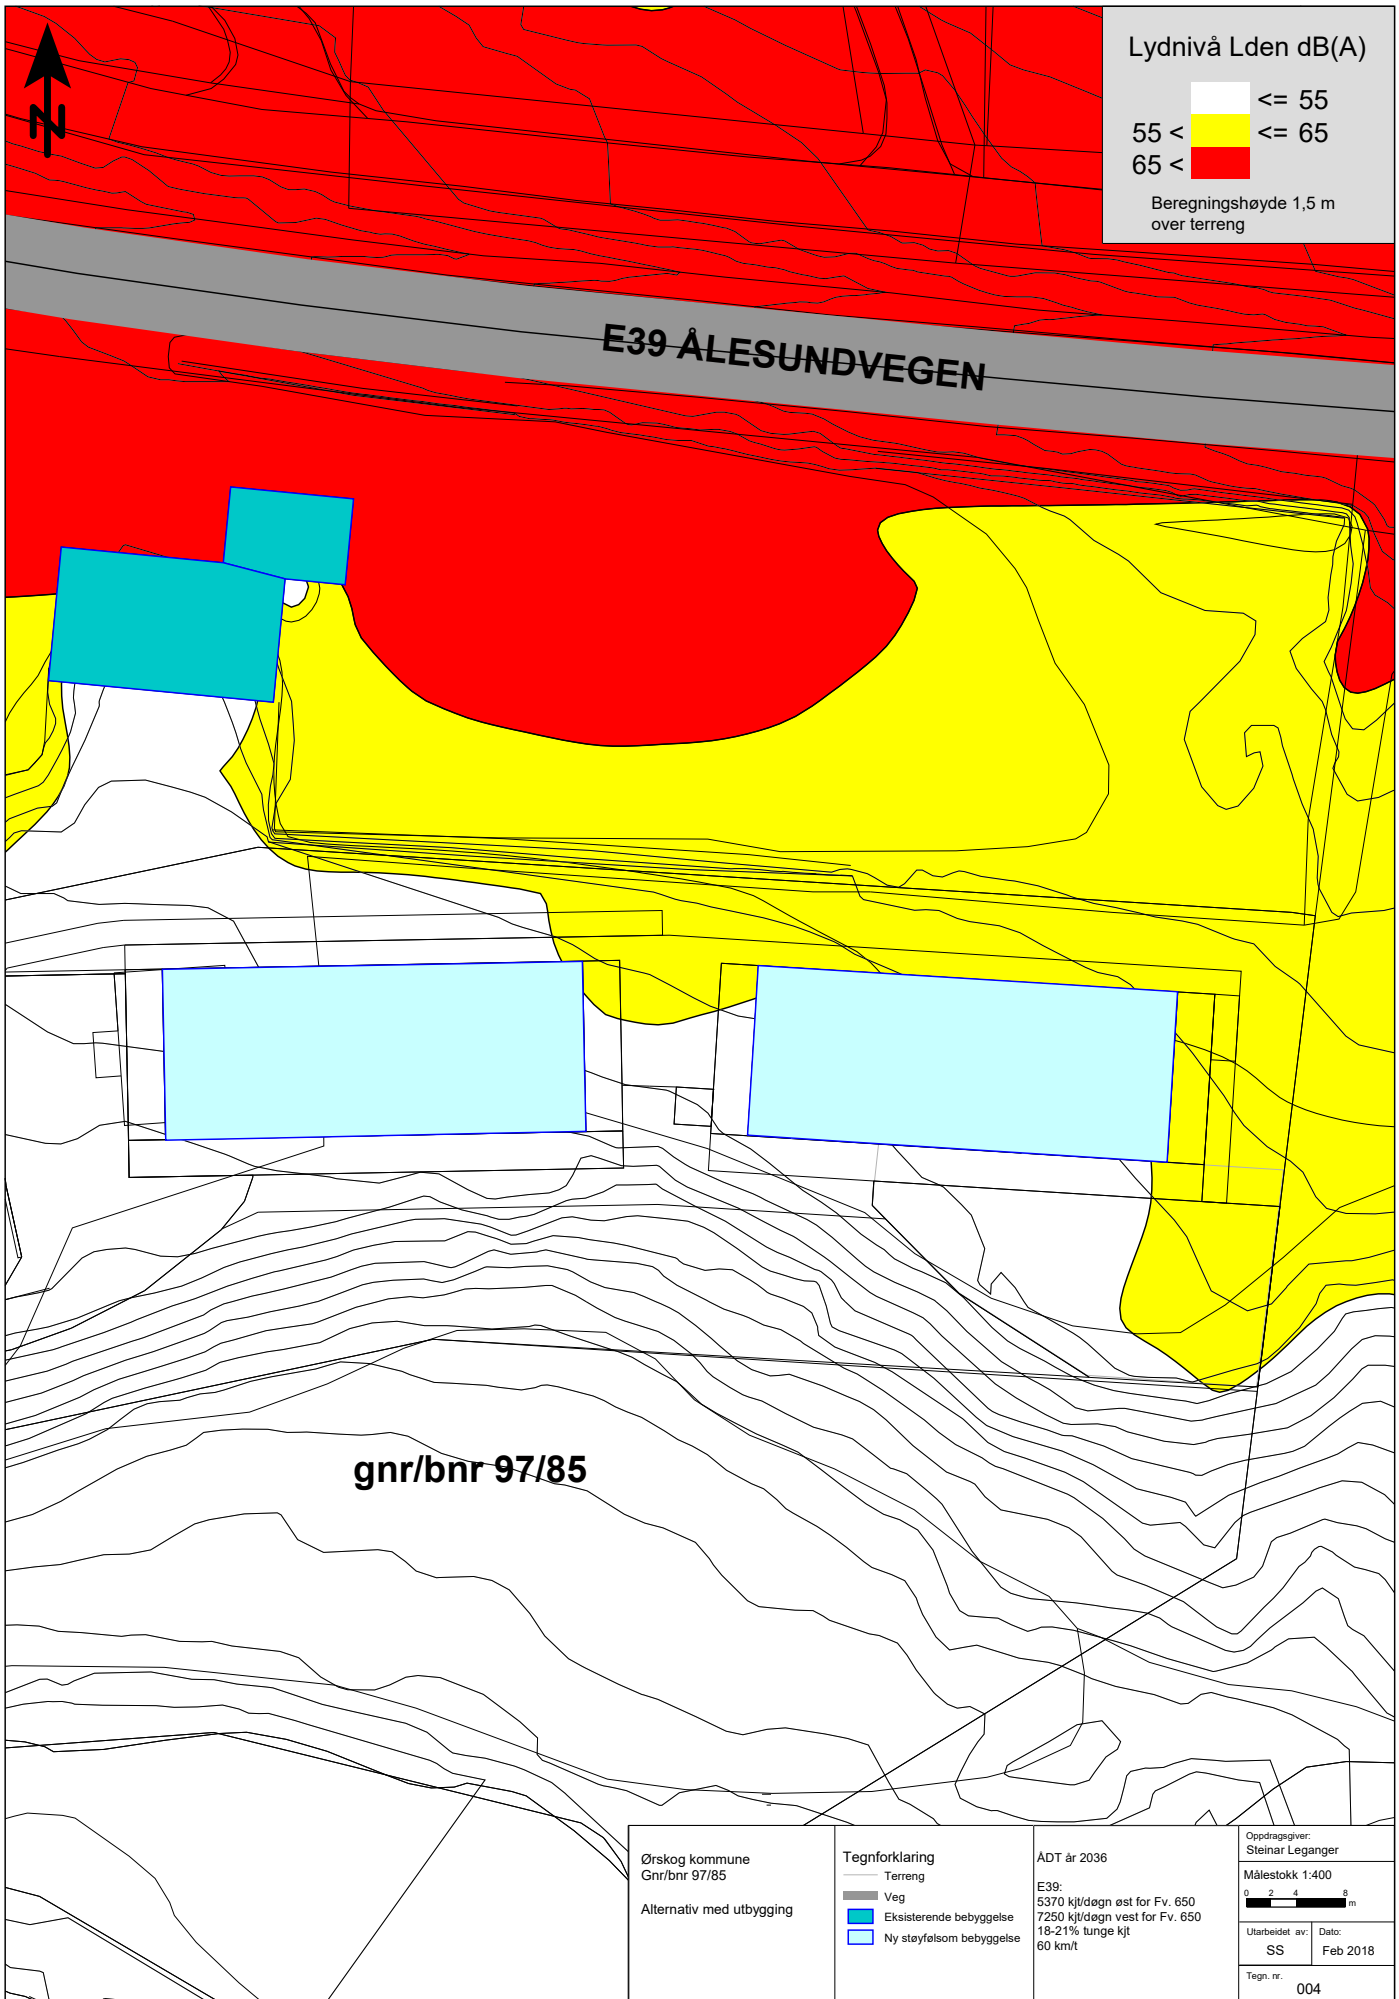 N
Lydnivå Lden dB(A)
<= 55
55 < <= 65
65 <
Beregningshøyde 1,5 m
over terreng
E39 ÅLESUNDVEGEN
gnr/bnr 97/85
Ørskog kommune
Gnr/bnr 97/85
Alternativ med utbygging
Tegnforklaring
Terreng
Veg
Eksisterende bebyggelse
Ny støyfølsom bebyggelse
ÅDT år 2036
E39:
5370 kjt/døgn øst for Fv. 650
7250 kjt/døgn vest for Fv. 650
18-21% tunge kjt
60 km/t
Oppdragsgiver:
Steinar Leganger
Målestokk 1:400
0 2 4 8
m
Utarbeidet av:
SS
Dato:
Feb 2018
Tegn. nr.
004